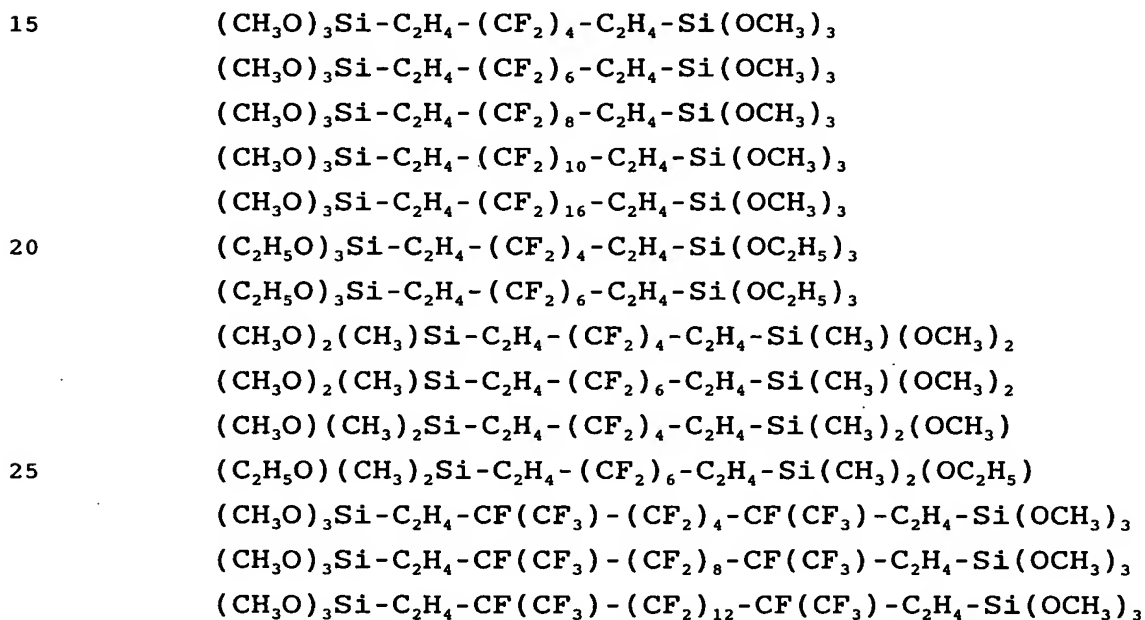 15 (CH₃O)₃Si-C₂H₄-(CF₂)₄-C₂H₄-Si(OCH₃)₃
(CH₃O)₃Si-C₂H₄-(CF₂)₆-C₂H₄-Si(OCH₃)₃
(CH₃O)₃Si-C₂H₄-(CF₂)₈-C₂H₄-Si(OCH₃)₃
(CH₃O)₃Si-C₂H₄-(CF₂)₁₀-C₂H₄-Si(OCH₃)₃
(CH₃O)₃Si-C₂H₄-(CF₂)₁₆-C₂H₄-Si(OCH₃)₃
20 (C₂H₅O)₃Si-C₂H₄-(CF₂)₄-C₂H₄-Si(OC₂H₅)₃
(C₂H₅O)₃Si-C₂H₄-(CF₂)₆-C₂H₄-Si(OC₂H₅)₃
(CH₃O)₂(CH₃)Si-C₂H₄-(CF₂)₄-C₂H₄-Si(CH₃)(OCH₃)₂
(CH₃O)₂(CH₃)Si-C₂H₄-(CF₂)₆-C₂H₄-Si(CH₃)(OCH₃)₂
(CH₃O)(CH₃)₂Si-C₂H₄-(CF₂)₄-C₂H₄-Si(CH₃)₂(OCH₃)
25 (C₂H₅O)(CH₃)₂Si-C₂H₄-(CF₂)₆-C₂H₄-Si(CH₃)₂(OC₂H₅)
(CH₃O)₃Si-C₂H₄-CF(CF₃)-(CF₂)₄-CF(CF₃)-C₂H₄-Si(OCH₃)₃
(CH₃O)₃Si-C₂H₄-CF(CF₃)-(CF₂)₈-CF(CF₃)-C₂H₄-Si(OCH₃)₃
(CH₃O)₃Si-C₂H₄-CF(CF₃)-(CF₂)₁₂-CF(CF₃)-C₂H₄-Si(OCH₃)₃